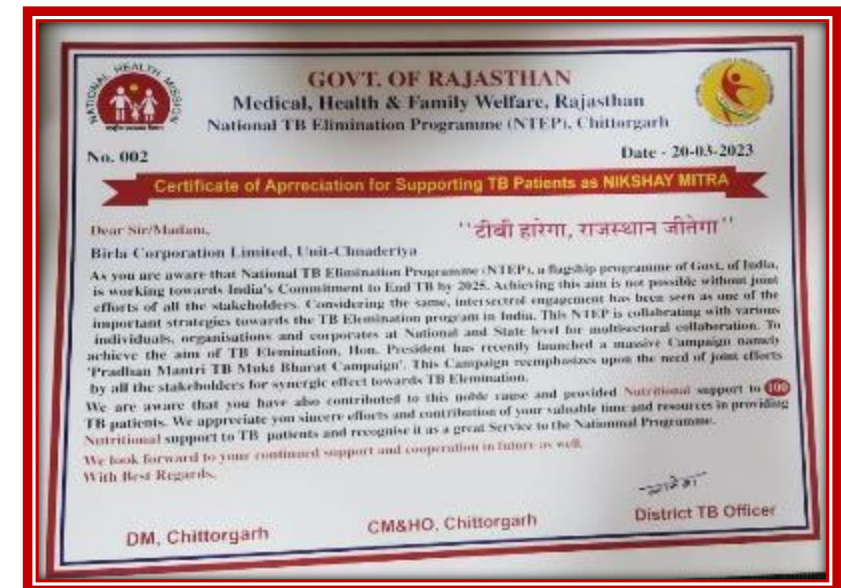 NATIONAL HEALTH MISSION
GOVT. OF RAJASTHAN
Medical, Health & Family Welfare, Rajasthan
National TB Elimination Programme (NTEP), Chittorgarh
No. 002
Date - 20-03-2023
Certificate of Aprreciation for Supporting TB Patients as NIKSHAY MITRA
Dear Sir/Madam,
"टीबी हारेगा, राजस्थान जीतेगा"
Birla Corporation Limited, Unit-Chnaderiya
As you are aware that National TB Elimination Programme (NTEP), a flagship programme of Govt. of India,
is working towards India's Commitment to End TB by 2025. Achieving this aim is not possible without joint
efforts of all the stakeholders. Considering the same, intersectrol engagement has been seen as one of the
important strategies towards the TB Elemination program in India. This NTEP is collabrating with various
individuals, organisations and corporates at National and State level for multisectoral collaboration. To
achieve the aim of TB Elemination, Hon. President has recently launched a massive Campaign namely
'Pradhan Mantri TB Mukt Bharat Campaign'. This Campaign reemphasizes upon the need of joint efforts
by all the stakeholders for synergic effect towards TB Elemination.
We are aware that you have also contributed to this noble cause and provided Nutritional support to 100
TB patients. We appreciate you sincere efforts and contribution of your valuable time and resources in providing
Nutritional support to TB patients and recognise it as a great Service to the Nationmal Programme.
We look forward to your continued support and cooperation in future as well.
With Best Regards,
DM, Chittorgarh
CM&HO, Chittorgarh
District TB Officer